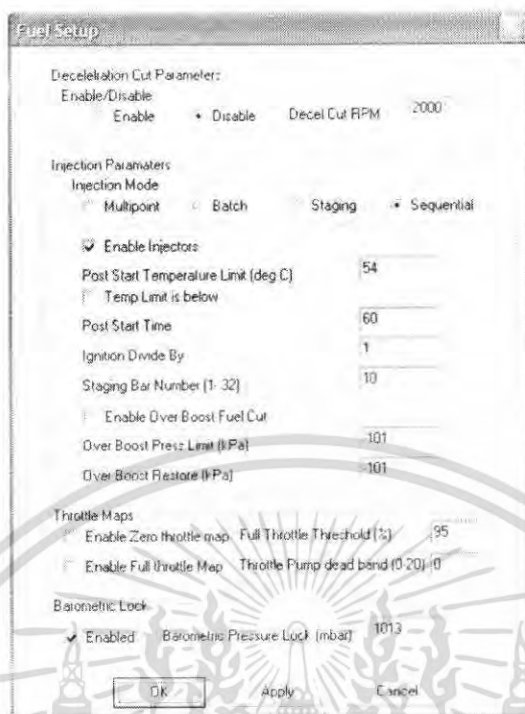 Fuel Setup
Decelelration Cut Parameters
Enable/Disable
Enable Disable Decel Cut RPM 2000
Injection Paramaters
Injection Mode
Multipoint Batch Staging Sequential
Enable Injectors
Post Start Temperature Limit (deg C) 54
Temp Limit is below
Post Start Time 60
Ignition Divide By 1
Staging Bar Number (1- 32) 10
Enable Over Boost Fuel Cut
Over Boost Press Limit (kPa) -101
Over Boost Restore (kPa) -101
Throttle Maps
Enable Zero throttle map Full Throttle Threshold (%) 95
Enable Full throttle Map Throttle Pump dead band (0-20) 0
Barometric Lock
Enabled Barometric Pressure Lock (mbar) 1013
OK Apply Cancel